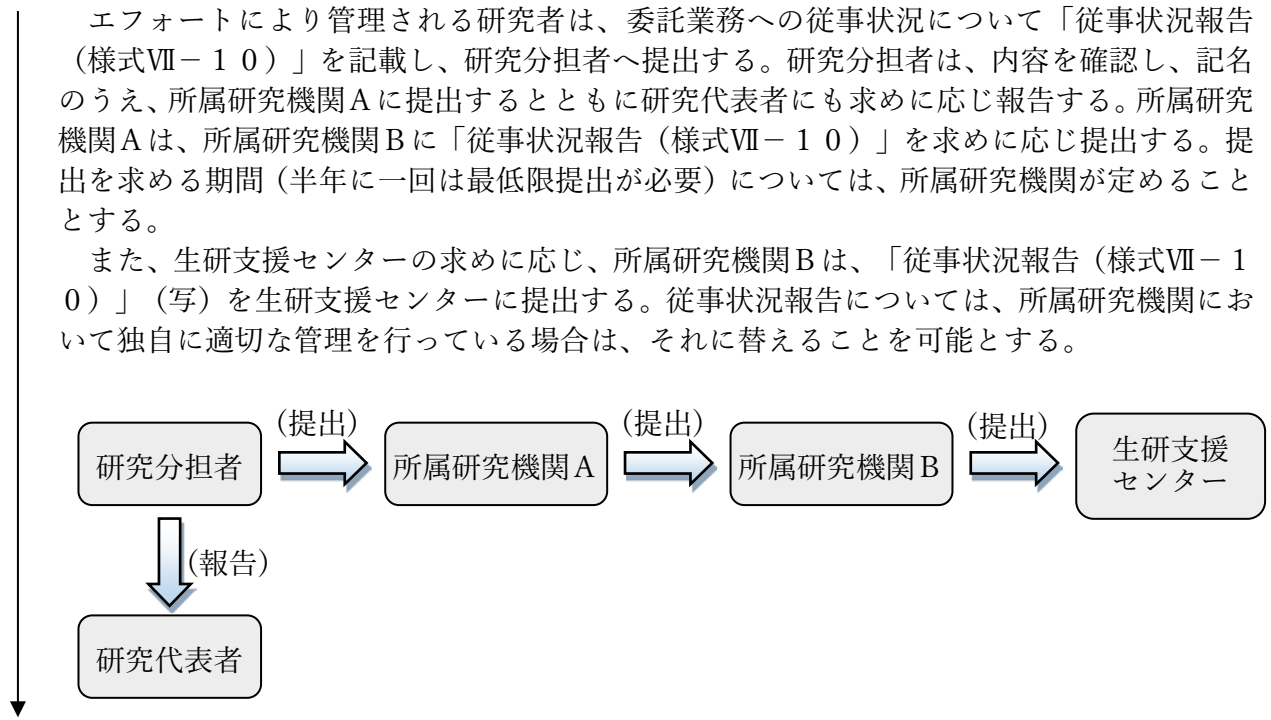 エフォートにより管理される研究者は、委託業務への従事状況について「従事状況報告
（様式Ⅶ－１０）」を記載し、研究分担者へ提出する。研究分担者は、内容を確認し、記名
のうえ、所属研究機関Ａに提出するとともに研究代表者にも求めに応じ報告する。所属研究
機関Ａは、所属研究機関Ｂに「従事状況報告（様式Ⅶ－１０）」を求めに応じ提出する。提
出を求める期間（半年に一回は最低限提出が必要）については、所属研究機関が定めること
とする。
また、生研支援センターの求めに応じ、所属研究機関Ｂは、「従事状況報告（様式Ⅶ－１
０）」（写）を生研支援センターに提出する。従事状況報告については、所属研究機関にお
いて独自に適切な管理を行っている場合は、それに替えることを可能とする。
(提出)
(提出)
(提出)
研究分担者
所属研究機関Ａ
所属研究機関Ｂ
生研支援
センター
(報告)
研究代表者